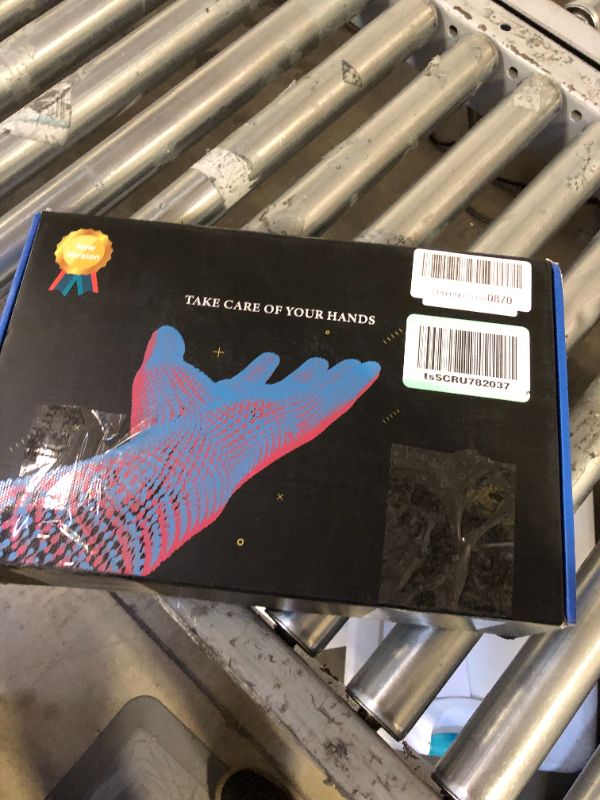 New
Version
TAKE CARE OF YOUR HANDS
0870
tsSCRU782037